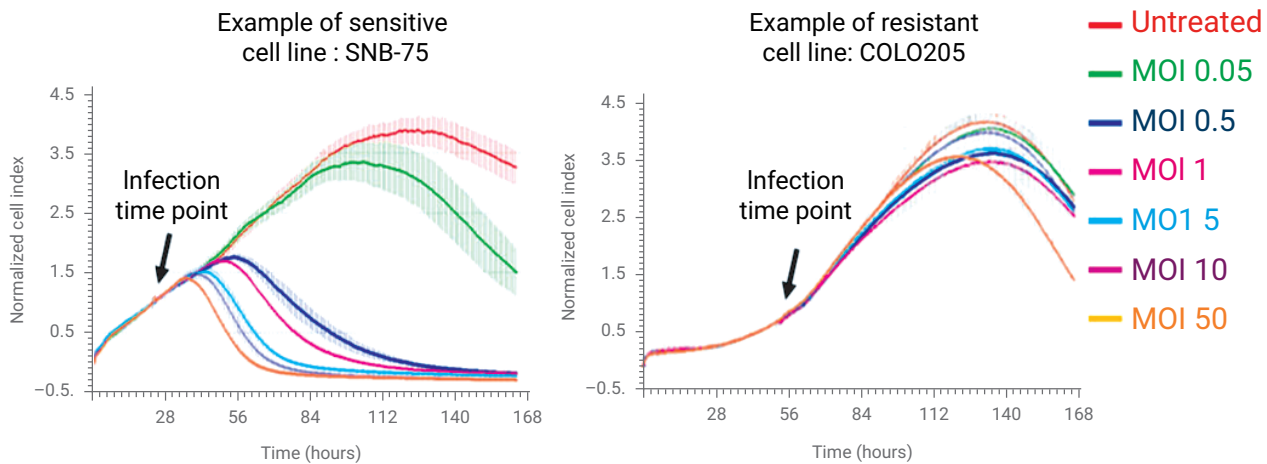 Example of sensitive
cell line : SNB-75
Example of resistant
cell line: COLO205
Untreated
MOI 0.05
MOI 0.5
MOl 1
MO1 5
MOI 10
MOI 50
Normalized cell index
4.5
3.5
2.5
1.5
0.5
−0.5.
Infection
time point
28
56
84
112
140
168
Time (hours)
Normalized cell index
4.5
3.5
2.5
1.5
0.5
−0.5
Infection
time point
28
56
84
112
140
168
Time (hours)